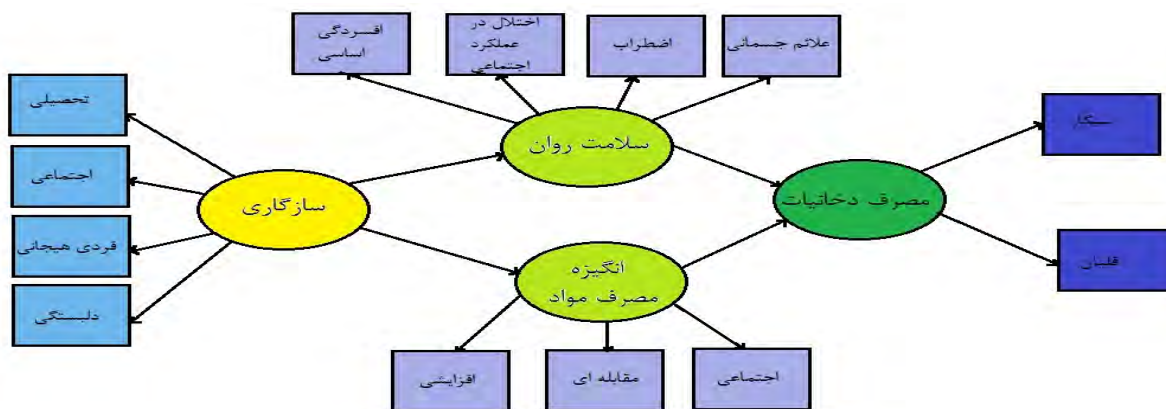 افسردگی
اساسی
اختلال در
عملکرد
اجتماعی
اضطراب
علائم جسمانی
تحصیلی
اجتماعی
فردی هیجانی
دلبستگی
سازگاری
سلامت روان
انگیزه
مصرف مواد
مصرف دخانیات
سیگار
قلیان
افزایشی
مقابله ای
اجتماعی